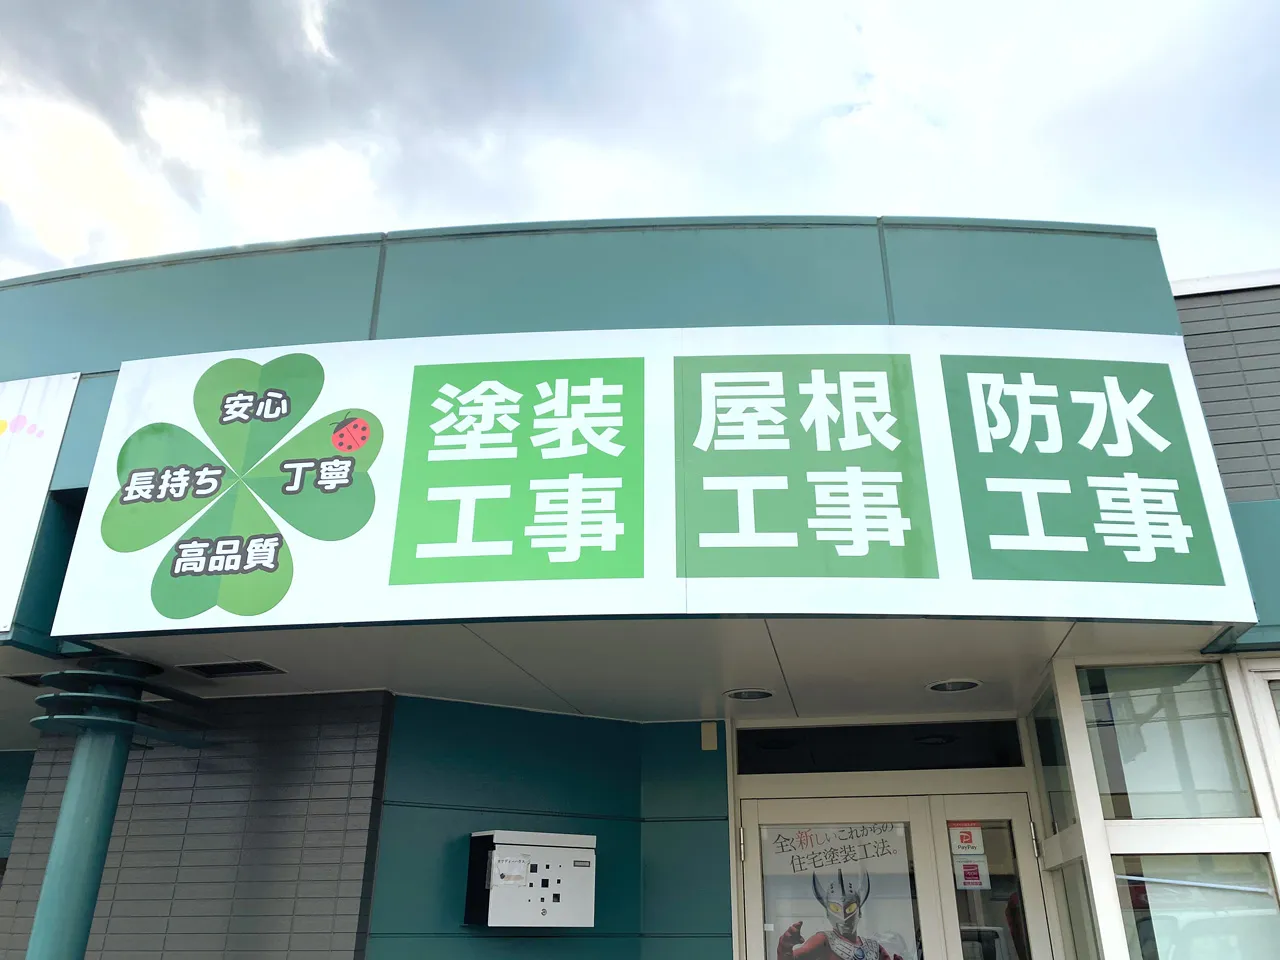 安心
長持ち
丁寧
高品質
塗装
工事
屋根
工事
防水
工事
全く新しいこれからの
住宅塗装工法。
PayPay